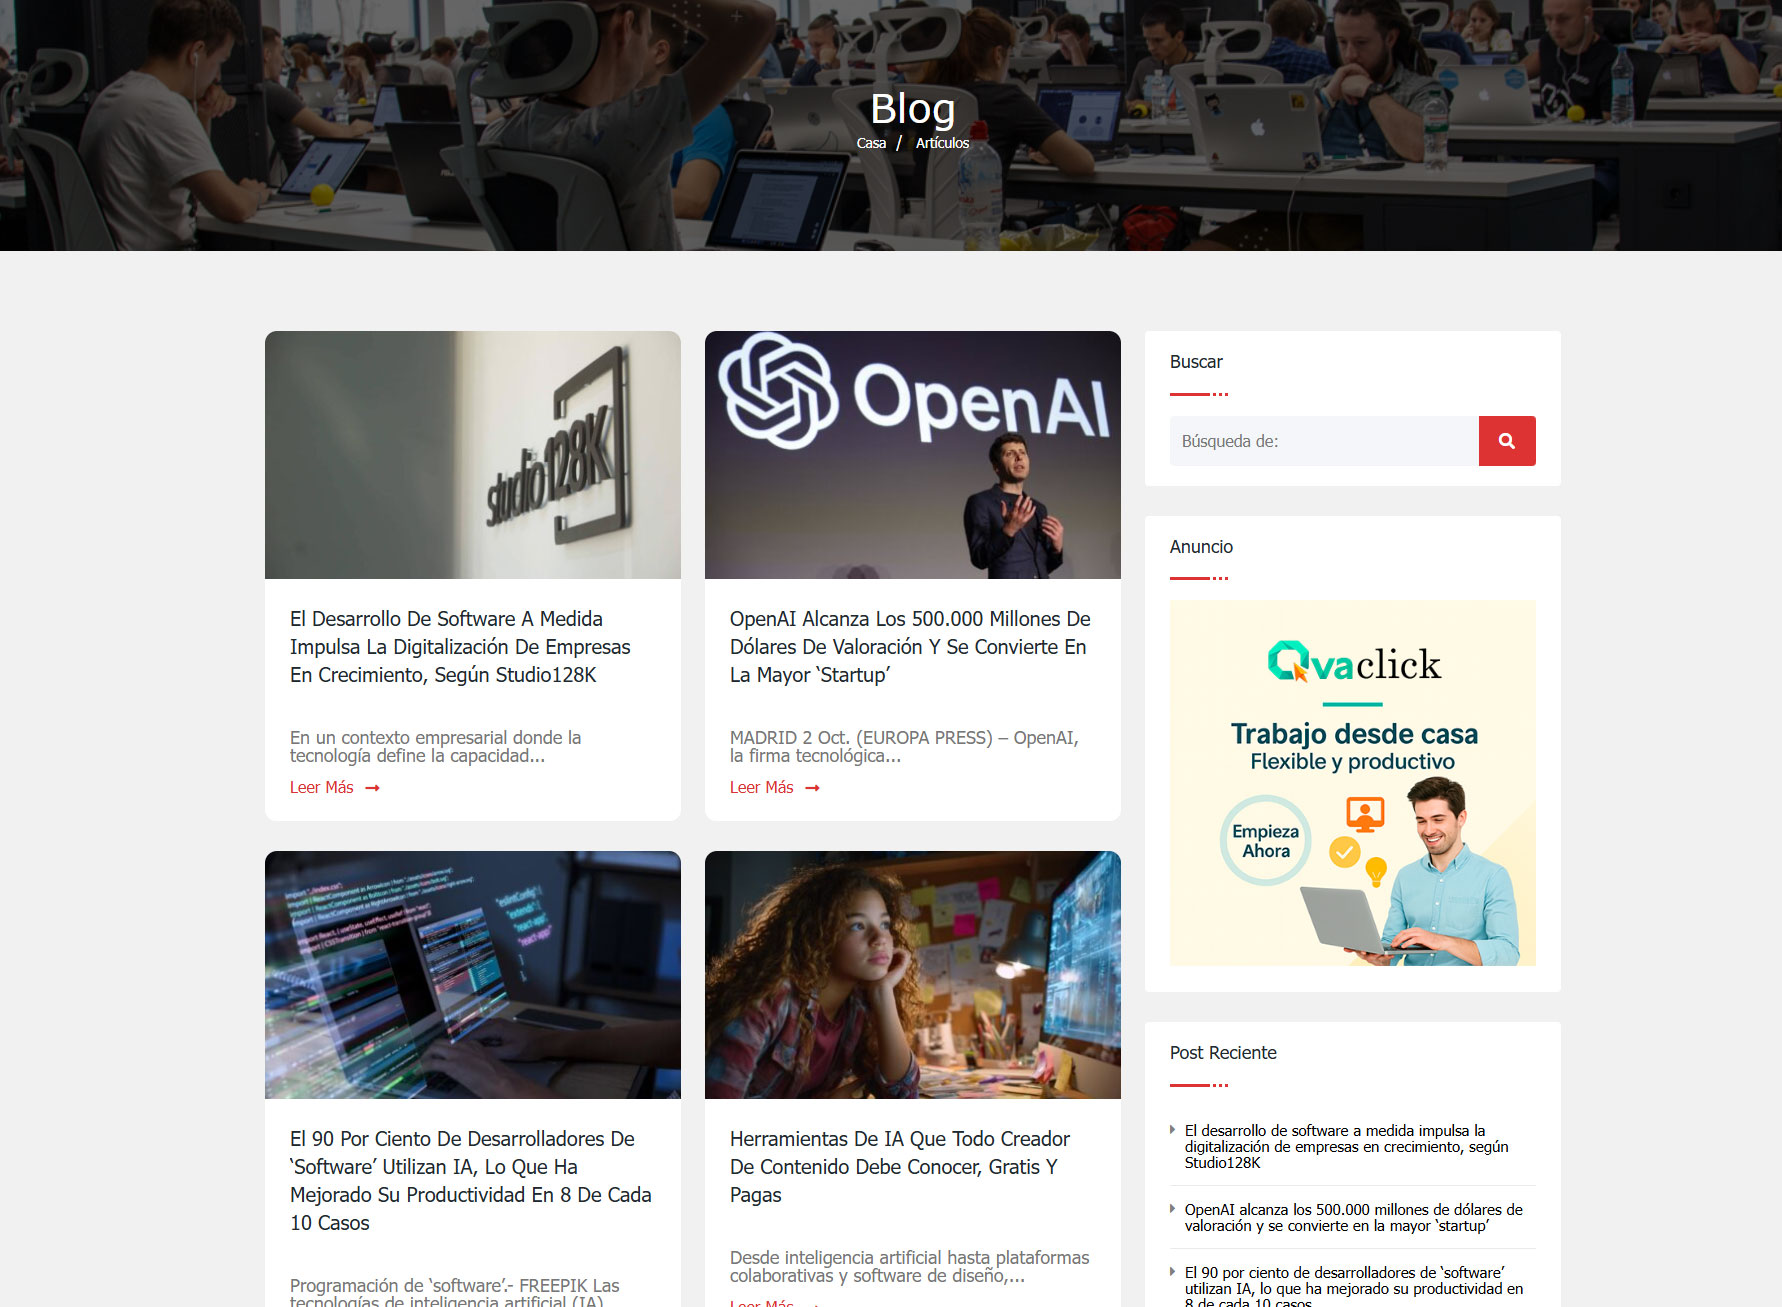 Blog
Casa / Artículos
studio128K
El Desarrollo De Software A Medida
Impulsa La Digitalización De Empresas
En Crecimiento, Según Studio128K
En un contexto empresarial donde la
tecnología define la capacidad...
Leer Más →
OpenAI
OpenAI Alcanza Los 500.000 Millones De
Dólares De Valoración Y Se Convierte En
La Mayor ‘Startup’
MADRID 2 Oct. (EUROPA PRESS) – OpenAI,
la firma tecnológica...
Leer Más →
El 90 Por Ciento De Desarrolladores De
‘Software’ Utilizan IA, Lo Que Ha
Mejorado Su Productividad En 8 De Cada
10 Casos
Programación de ‘software’.- FREEPIK Las
tecnologías de inteligencia artificial (IA)
Herramientas De IA Que Todo Creador
De Contenido Debe Conocer, Gratis Y
Pagas
Desde inteligencia artificial hasta plataformas
colaborativas y software de diseño,...
Leer Más
Buscar
Búsqueda de:
Anuncio
Qvaclick
Trabajo desde casa
Flexible y productivo
Empieza
Ahora
Post Reciente
El desarrollo de software a medida impulsa la
digitalización de empresas en crecimiento, según
Studio128K
OpenAI alcanza los 500.000 millones de dólares de
valoración y se convierte en la mayor ‘startup’
El 90 por ciento de desarrolladores de ‘software’
utilizan IA, lo que ha mejorado su productividad en
8 de cada 10 casos